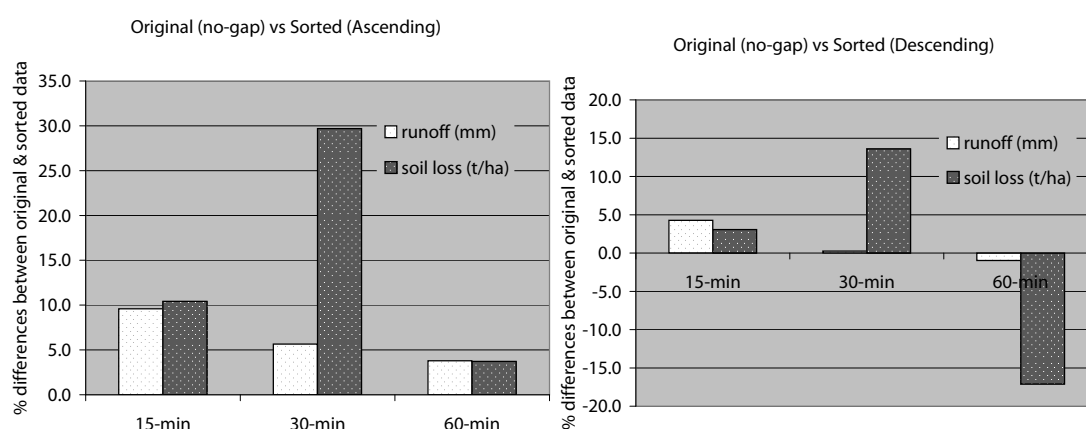 Original (no-gap) vs Sorted (Ascending)
% differences between original & sorted data
35.0
30.0
25.0
20.0
15.0
10.0
5.0
0.0
runoff (mm)
soil loss (t/ha)
15-min
30-min
60-min
Original (no-gap) vs Sorted (Descending)
% differences between original & sorted data
20.0
15.0
10.0
5.0
0.0
-5.0
-10.0
-15.0
-20.0
runoff (mm)
soil loss (t/ha)
15-min
30-min
60-min